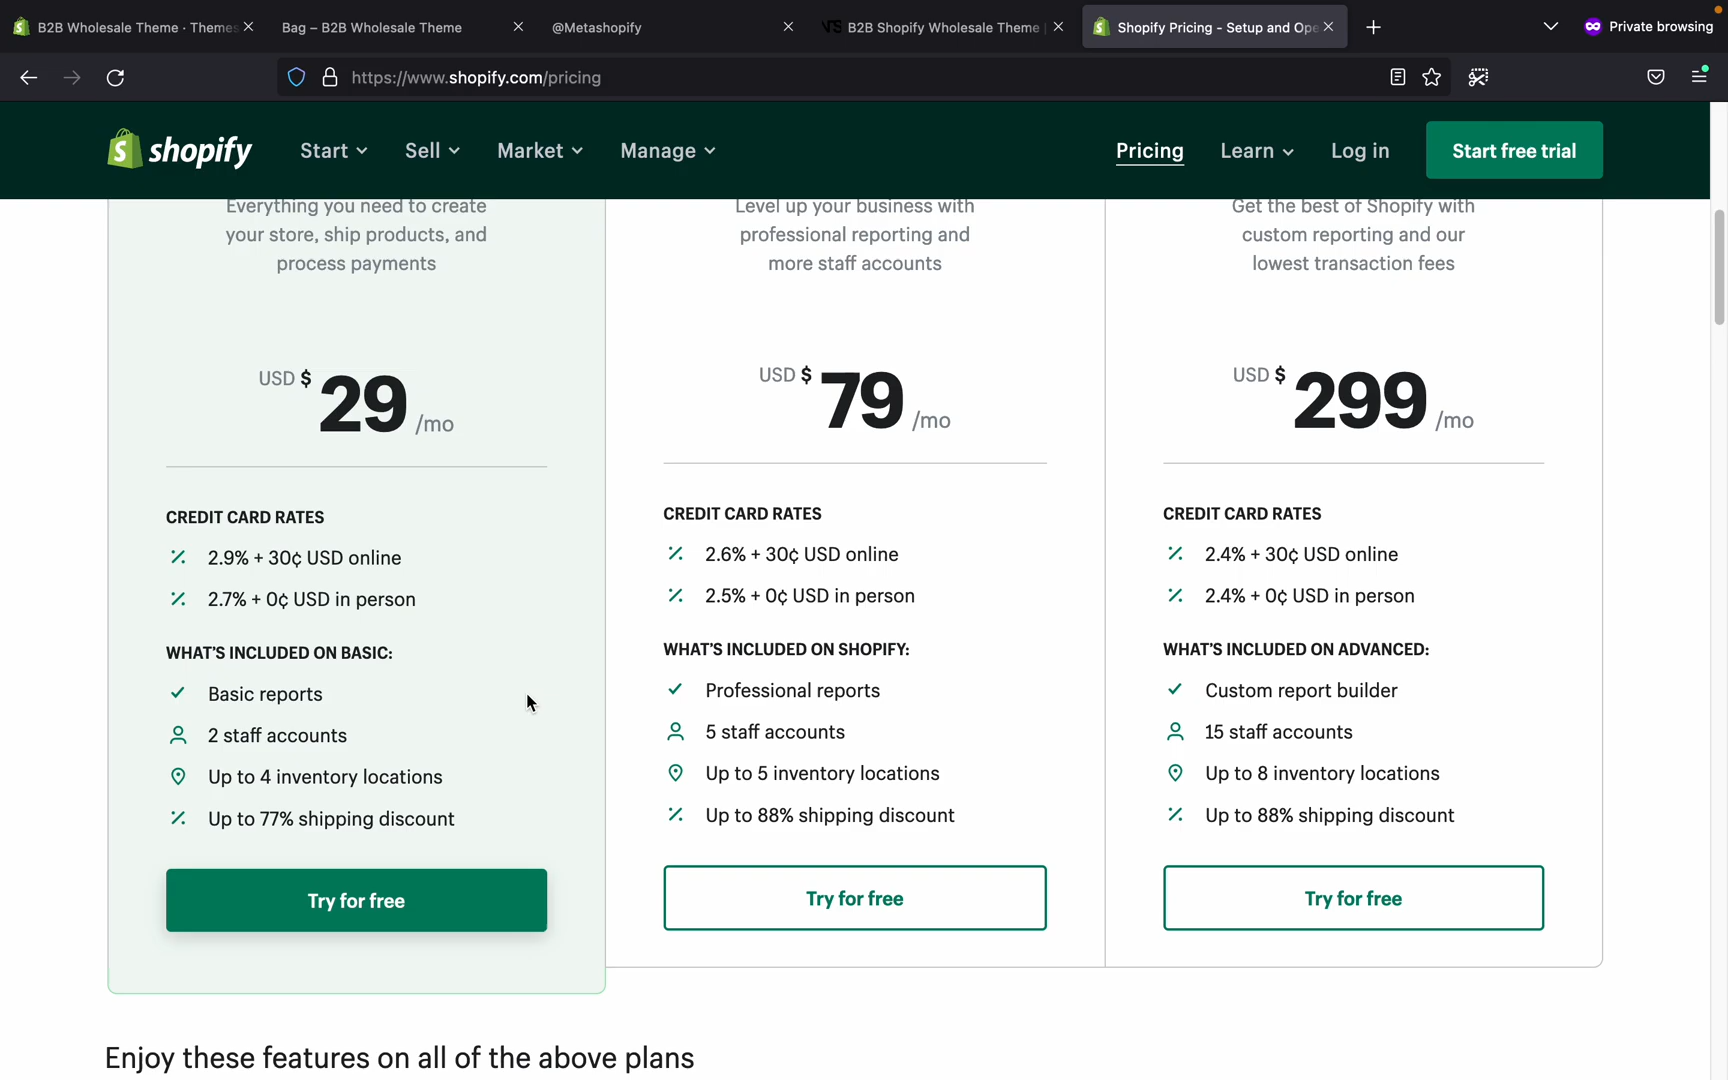 B2B Wholesale Theme · Themes
Bag – B2B Wholesale Theme
@Metashopify
B2B Shopify Wholesale Theme |
Shopify Pricing - Setup and Ope
Private browsing
https://www.shopify.com/pricing
shopify
Start
Sell
Market
Manage
Pricing
Learn
Log in
Start free trial
Everything you need to create
your store, ship products, and
process payments
USD $ 29 /mo
CREDIT CARD RATES
2.9% + 30¢ USD online
2.7% + 0¢ USD in person
WHAT'S INCLUDED ON BASIC:
Basic reports
2 staff accounts
Up to 4 inventory locations
Up to 77% shipping discount
Try for free
Level up your business with
professional reporting and
more staff accounts
USD $ 79 /mo
CREDIT CARD RATES
2.6% + 30¢ USD online
2.5% + 0¢ USD in person
WHAT'S INCLUDED ON SHOPIFY:
Professional reports
5 staff accounts
Up to 5 inventory locations
Up to 88% shipping discount
Try for free
Get the best of Shopify with
custom reporting and our
lowest transaction fees
USD $ 299 /mo
CREDIT CARD RATES
2.4% + 30¢ USD online
2.4% + 0¢ USD in person
WHAT'S INCLUDED ON ADVANCED:
Custom report builder
15 staff accounts
Up to 8 inventory locations
Up to 88% shipping discount
Try for free
Enjoy these features on all of the above plans